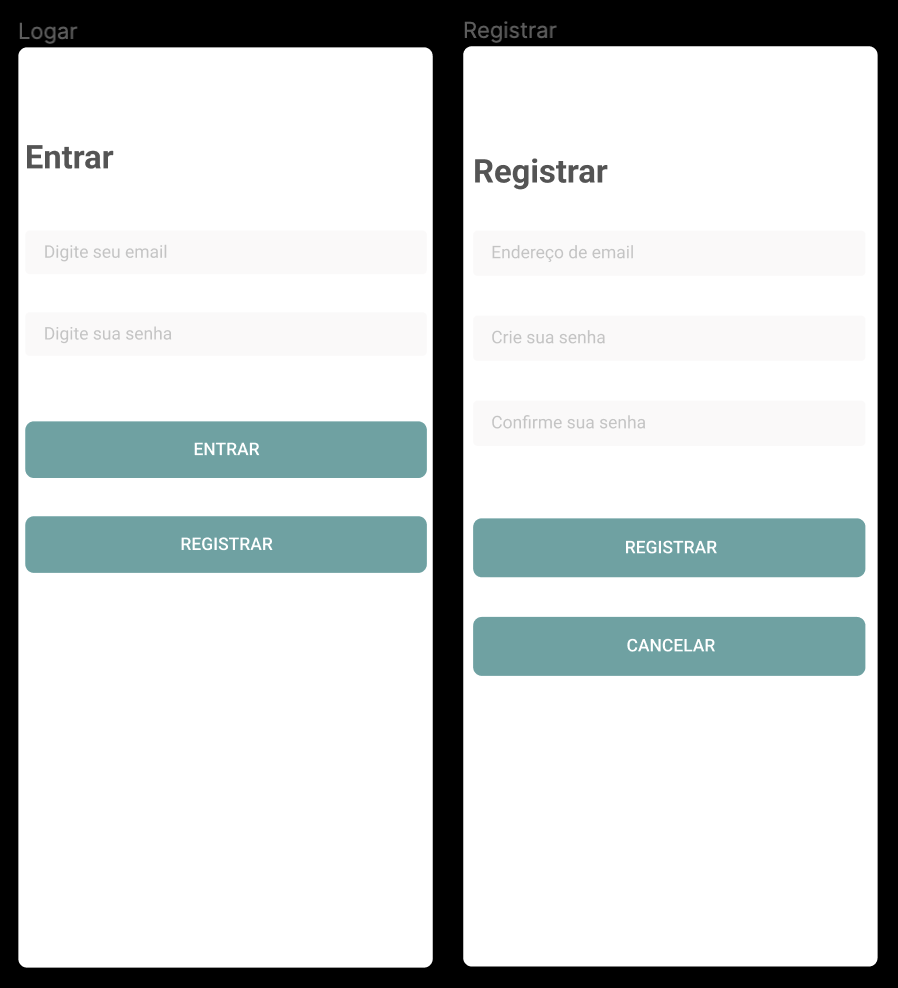 Logar
Entrar
Digite seu email
Digite sua senha
ENTRAR
REGISTRAR
Registrar
Registrar
Endereço de email
Crie sua senha
Confirme sua senha
REGISTRAR
CANCELAR